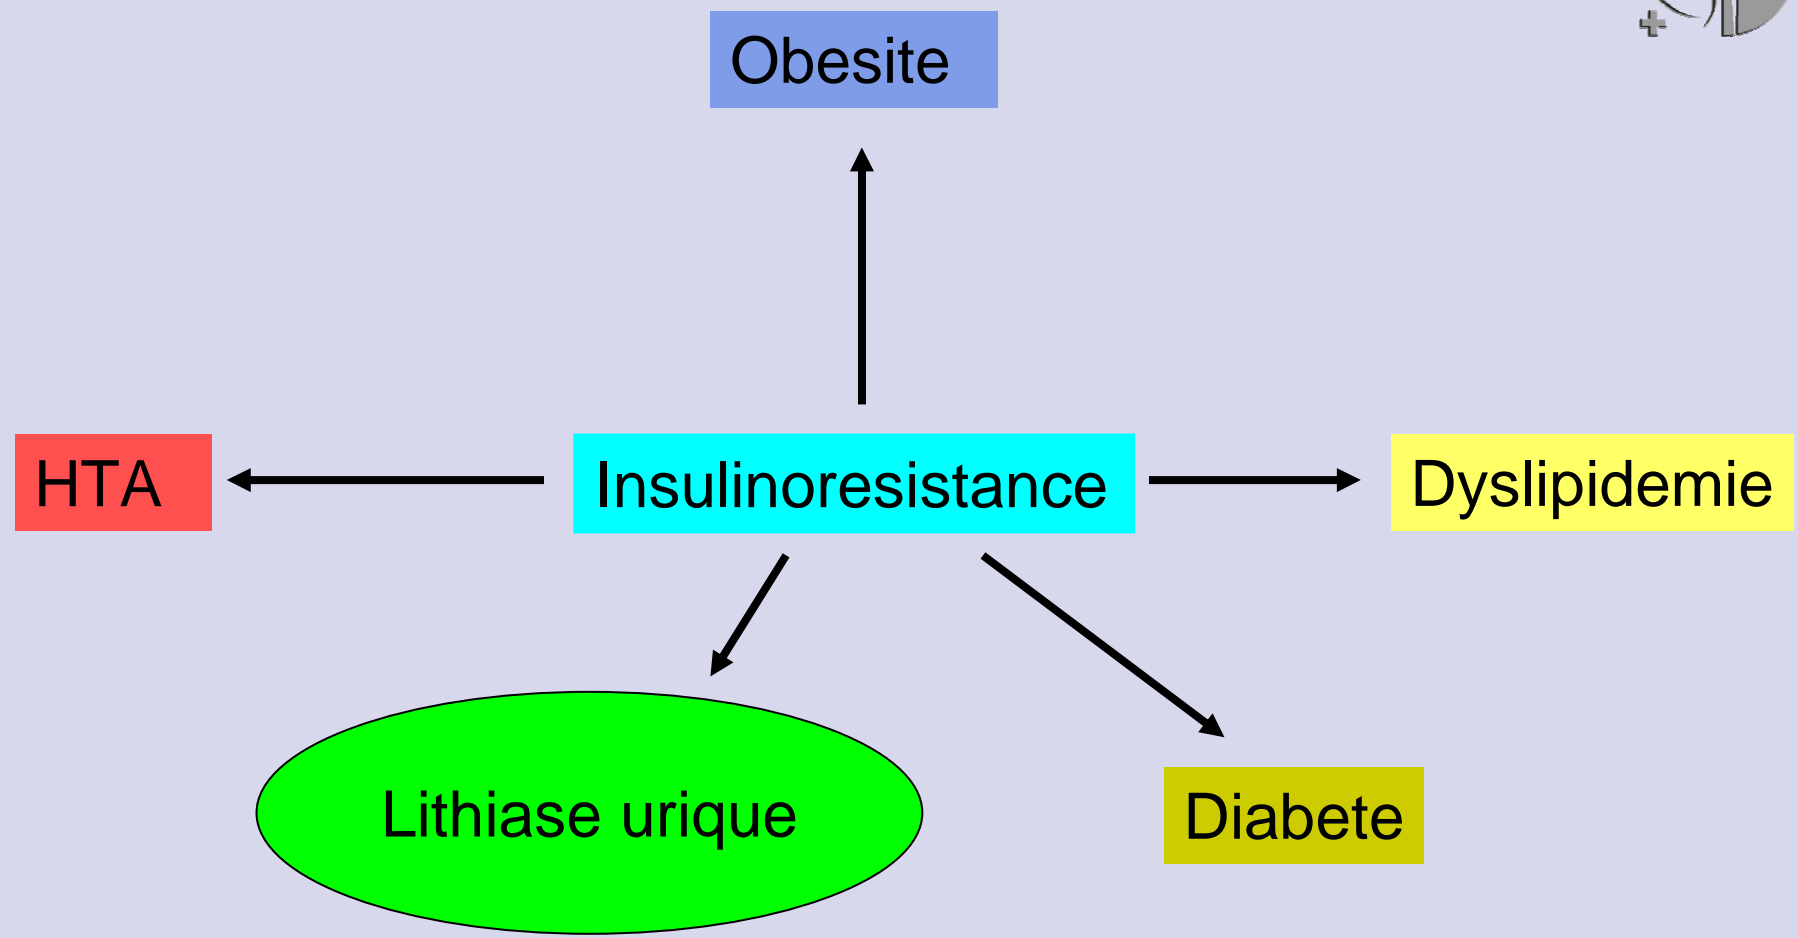 Obesite
HTA
Insulinoresistance
Dyslipidemie
Lithiase urique
Diabete